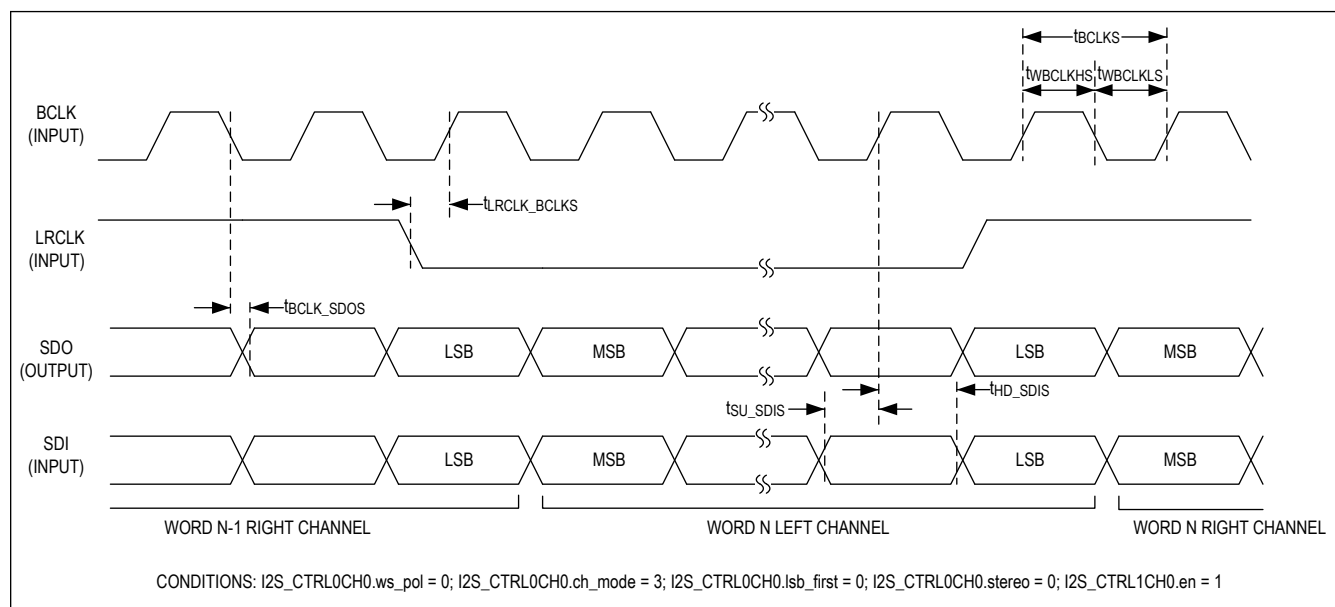 tBCLKS
tWBCLKHS tWBCLKLS
BCLK
(INPUT)
tLRCLK_BCLKS
LRCLK
(INPUT)
tBCLK_SDOS
SDO
(OUTPUT)
LSB MSB LSB MSB
tSU_SDIS tHD_SDIS
SDI
(INPUT)
LSB MSB LSB MSB
WORD N-1 RIGHT CHANNEL WORD N LEFT CHANNEL WORD N RIGHT CHANNEL
CONDITIONS: I2S_CTRL0CH0.ws_pol = 0; I2S_CTRL0CH0.ch_mode = 3; I2S_CTRL0CH0.lsb_first = 0; I2S_CTRL0CH0.stereo = 0; I2S_CTRL1CH0.en = 1